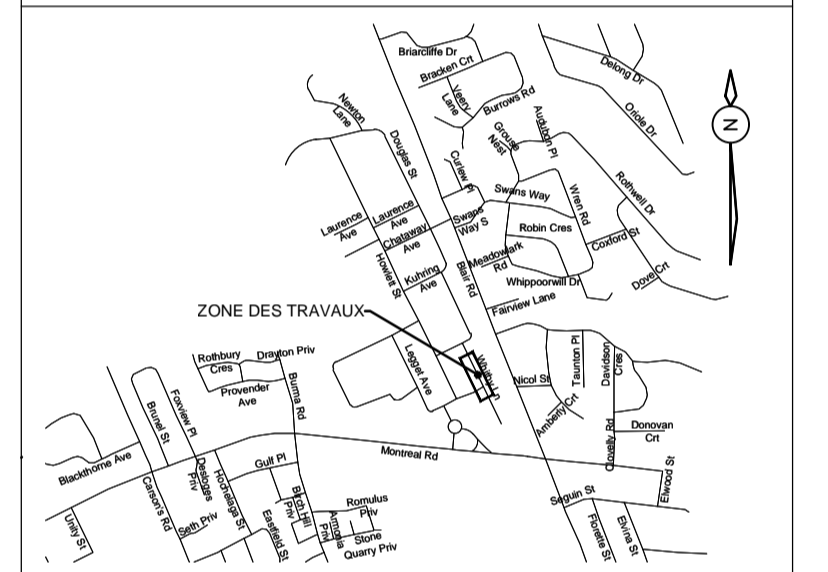 Briarcliffe Dr
Bracken Crt
Veery
Lane
Burrows Rd
Delong Dr
Oriole Dr
Newton
Lane
Douglas St
Grouse
Nest
Audubon Pl
N
Curlew Pl
Swans Way
Wren Rd
Rothwell Dr
Laurence
Ave
Laurence
Ave
Chataway
Ave
Swans
Way S
Robin Cres
Coxford St
Howlett St
Kuhring
Ave
Blair Rd
Meadowlark
Rd
Whippoorwill Dr
Dove Crt
Fairview Lane
ZONE DES TRAVAUX
Rothbury
Cres
Drayton Priv
Provender
Ave
Burma Rd
Legget Ave
Whitby Ln
Nicol St
Taunton Pl
Davidson
Cres
Amberly Crt
Clovelly Rd
Donovan
Crt
Brunel St
Foxview Pl
Blackthorne Ave
Montreal Rd
Carson's Rd
Desloges
Priv
Hochelaga St
Gulf Pl
Elwood St
Seguin St
Unity St
Seth Priv
Eastfield St
Birch Hill
Priv
Armonia
Priv
Romulus
Priv
Stone
Quarry Priv
Florette St
Elvina St